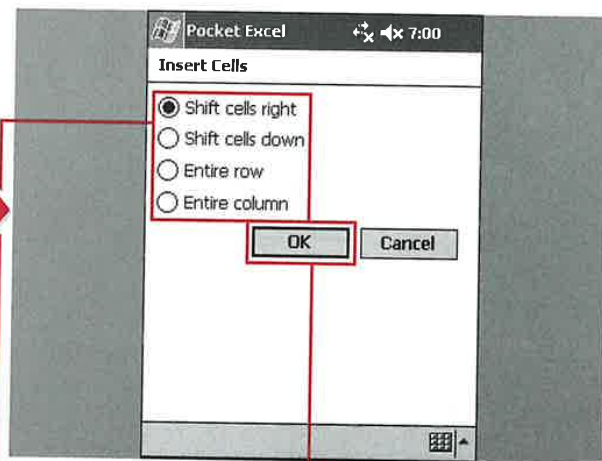 Pocket Excel 7:00
Insert Cells
Shift cells right
Shift cells down
Entire row
Entire column
OK Cancel